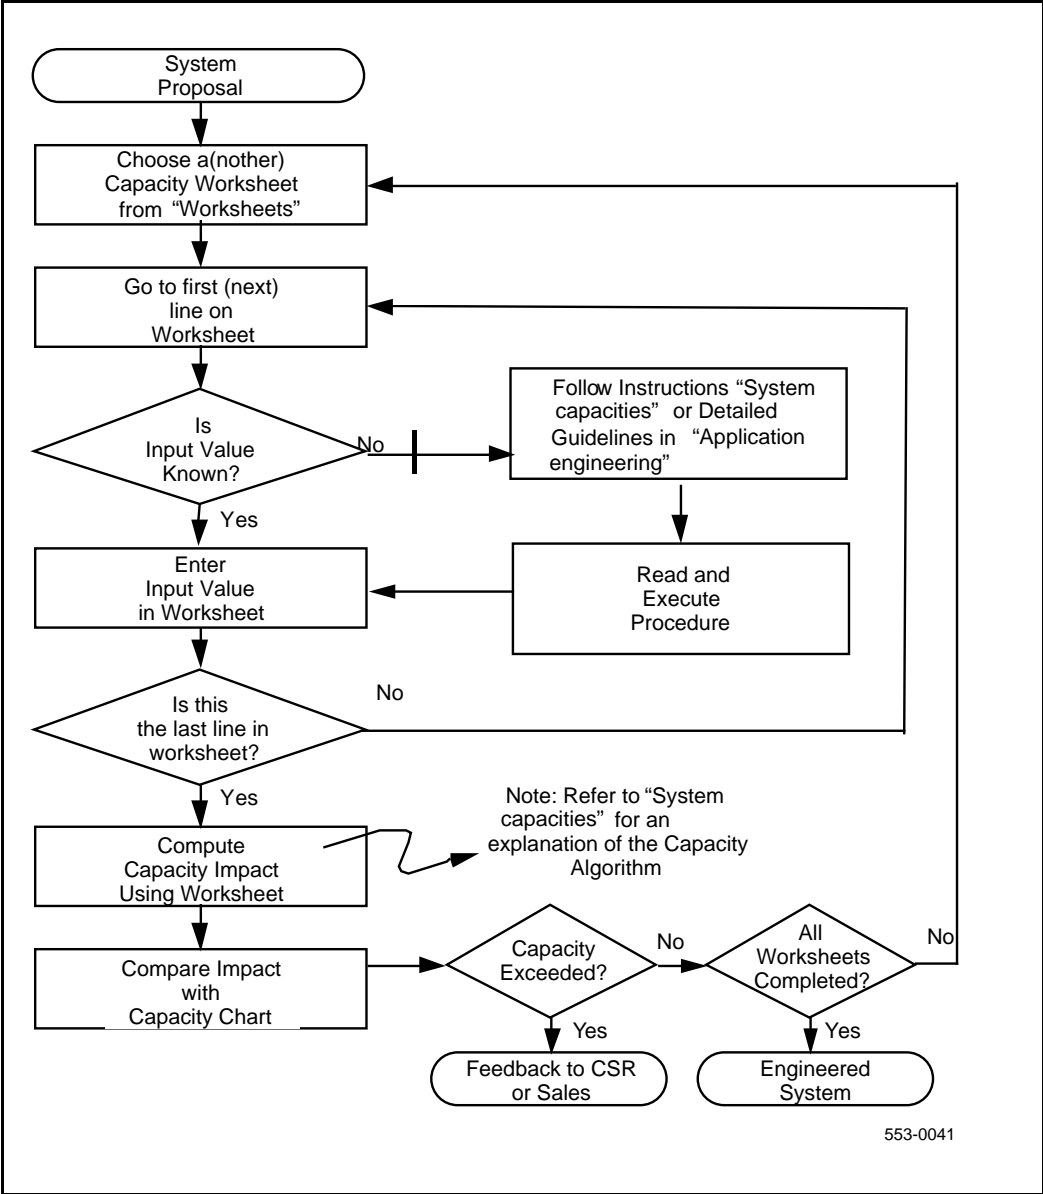 System
Proposal
Choose a(nother)
Capacity Worksheet
from “Worksheets”
Go to first (next)
line on
Worksheet
Is
Input Value
Known?
No
Follow Instructions “System
capacities” or Detailed
Guidelines in “Application
engineering”
Yes
Enter
Input Value
in Worksheet
Read and
Execute
Procedure
Is this
the last line in
worksheet?
No
Yes
Note: Refer to “System
capacities” for an
explanation of the Capacity
Algorithm
Compute
Capacity Impact
Using Worksheet
Compare Impact
with
Capacity Chart
Capacity
Exceeded?
No
All
Worksheets
Completed?
No
Yes
Yes
Feedback to CSR
or Sales
Engineered
System
553-0041